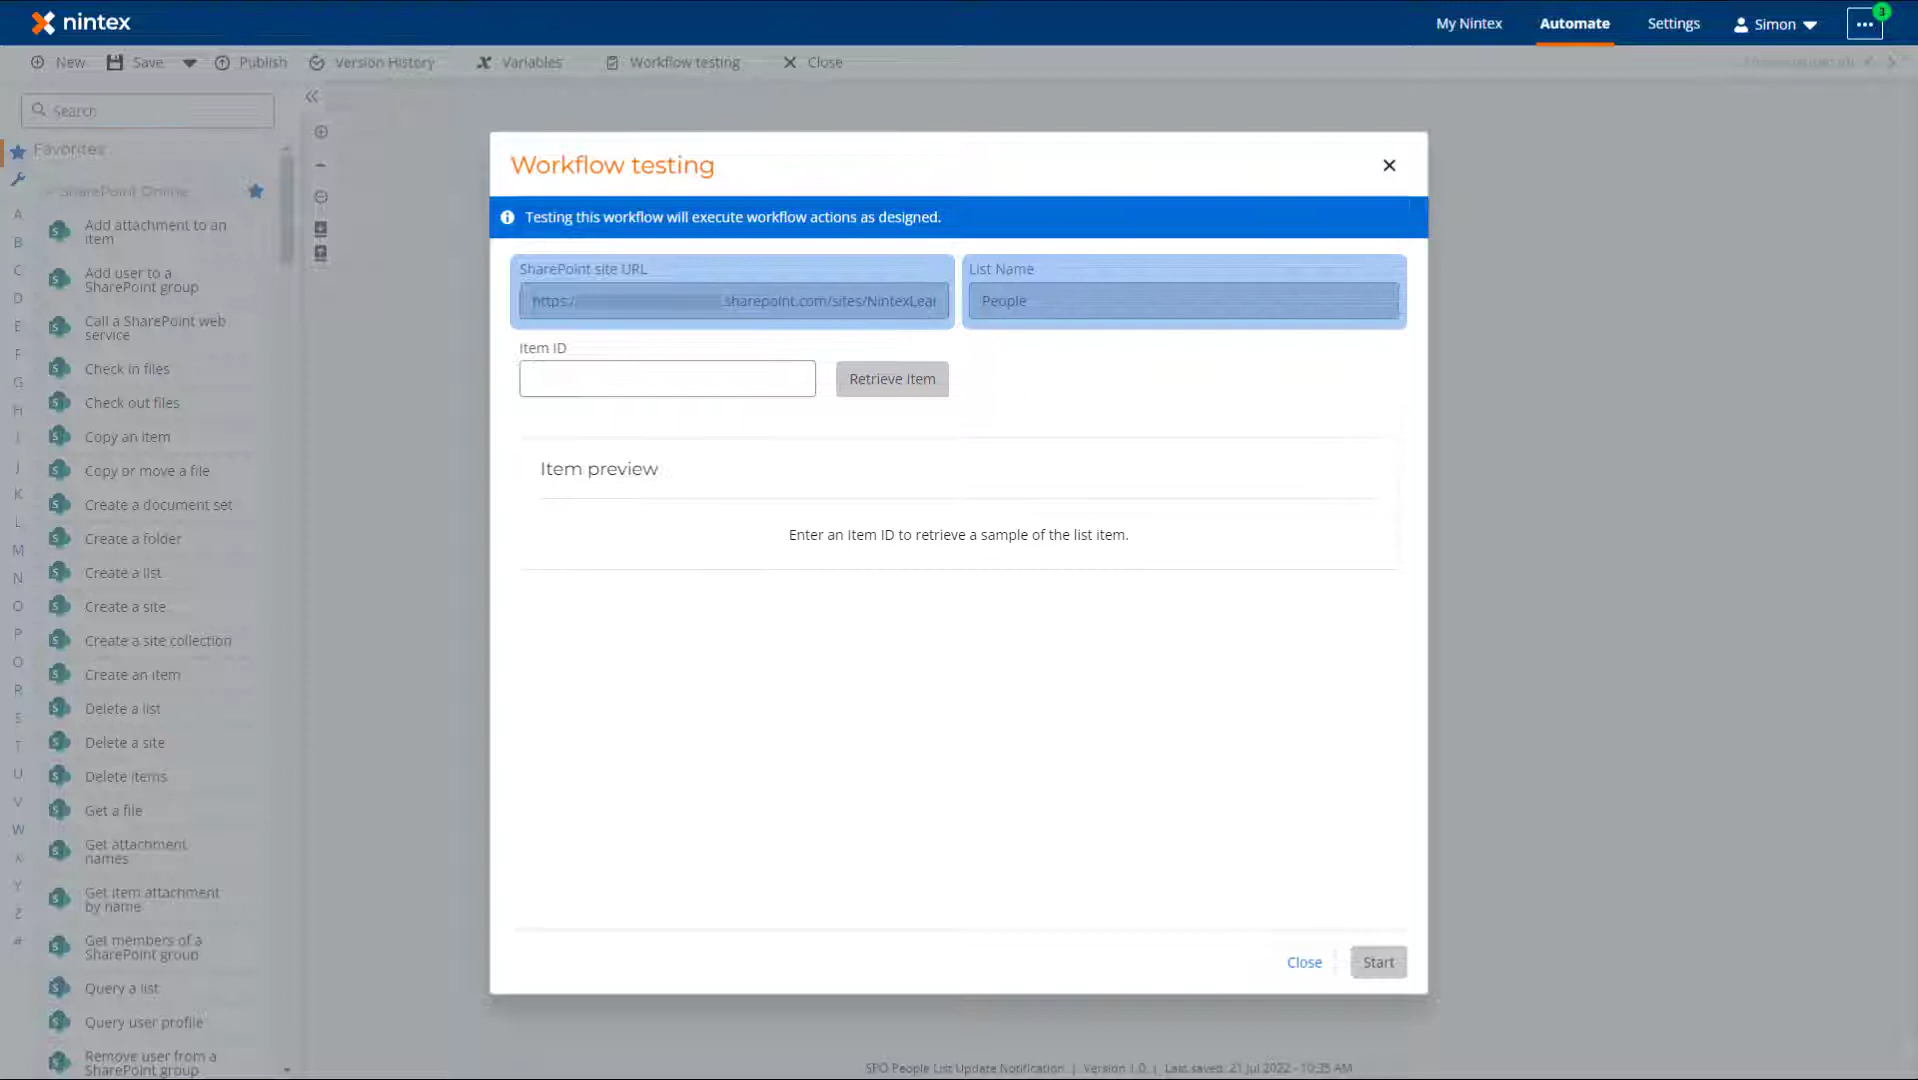 nintex
My Nintex
Automate
Settings
Simon
3
New
Save
Publish
Version History
Variables
Workflow testing
Close
Search
Favorites
SharePoint Online
A
B
C
D
E
F
G
H
I
J
K
L
M
N
O
P
Q
R
S
T
U
V
W
X
Y
Z
#
Add attachment to an
item
Add user to a
SharePoint group
Call a SharePoint web
service
Check in files
Check out files
Copy an item
Copy or move a file
Create a document set
Create a folder
Create a list
Create a site
Create a site collection
Create an item
Delete a list
Delete a site
Delete items
Get a file
Get attachment
names
Get item attachment
by name
Get members of a
SharePoint group
Query a list
Query user profile
Remove user from a
SharePoint group
Workflow testing
Testing this workflow will execute workflow actions as designed.
SharePoint site URL
https:/ .sharepoint.com/sites/NintexLear
List Name
People
Item ID
Retrieve Item
Item preview
Enter an Item ID to retrieve a sample of the list item.
Close
Start
SPO People List Update Notification | Version 1.0. | Last saved: 21 Jul 2022 - 10:35 AM